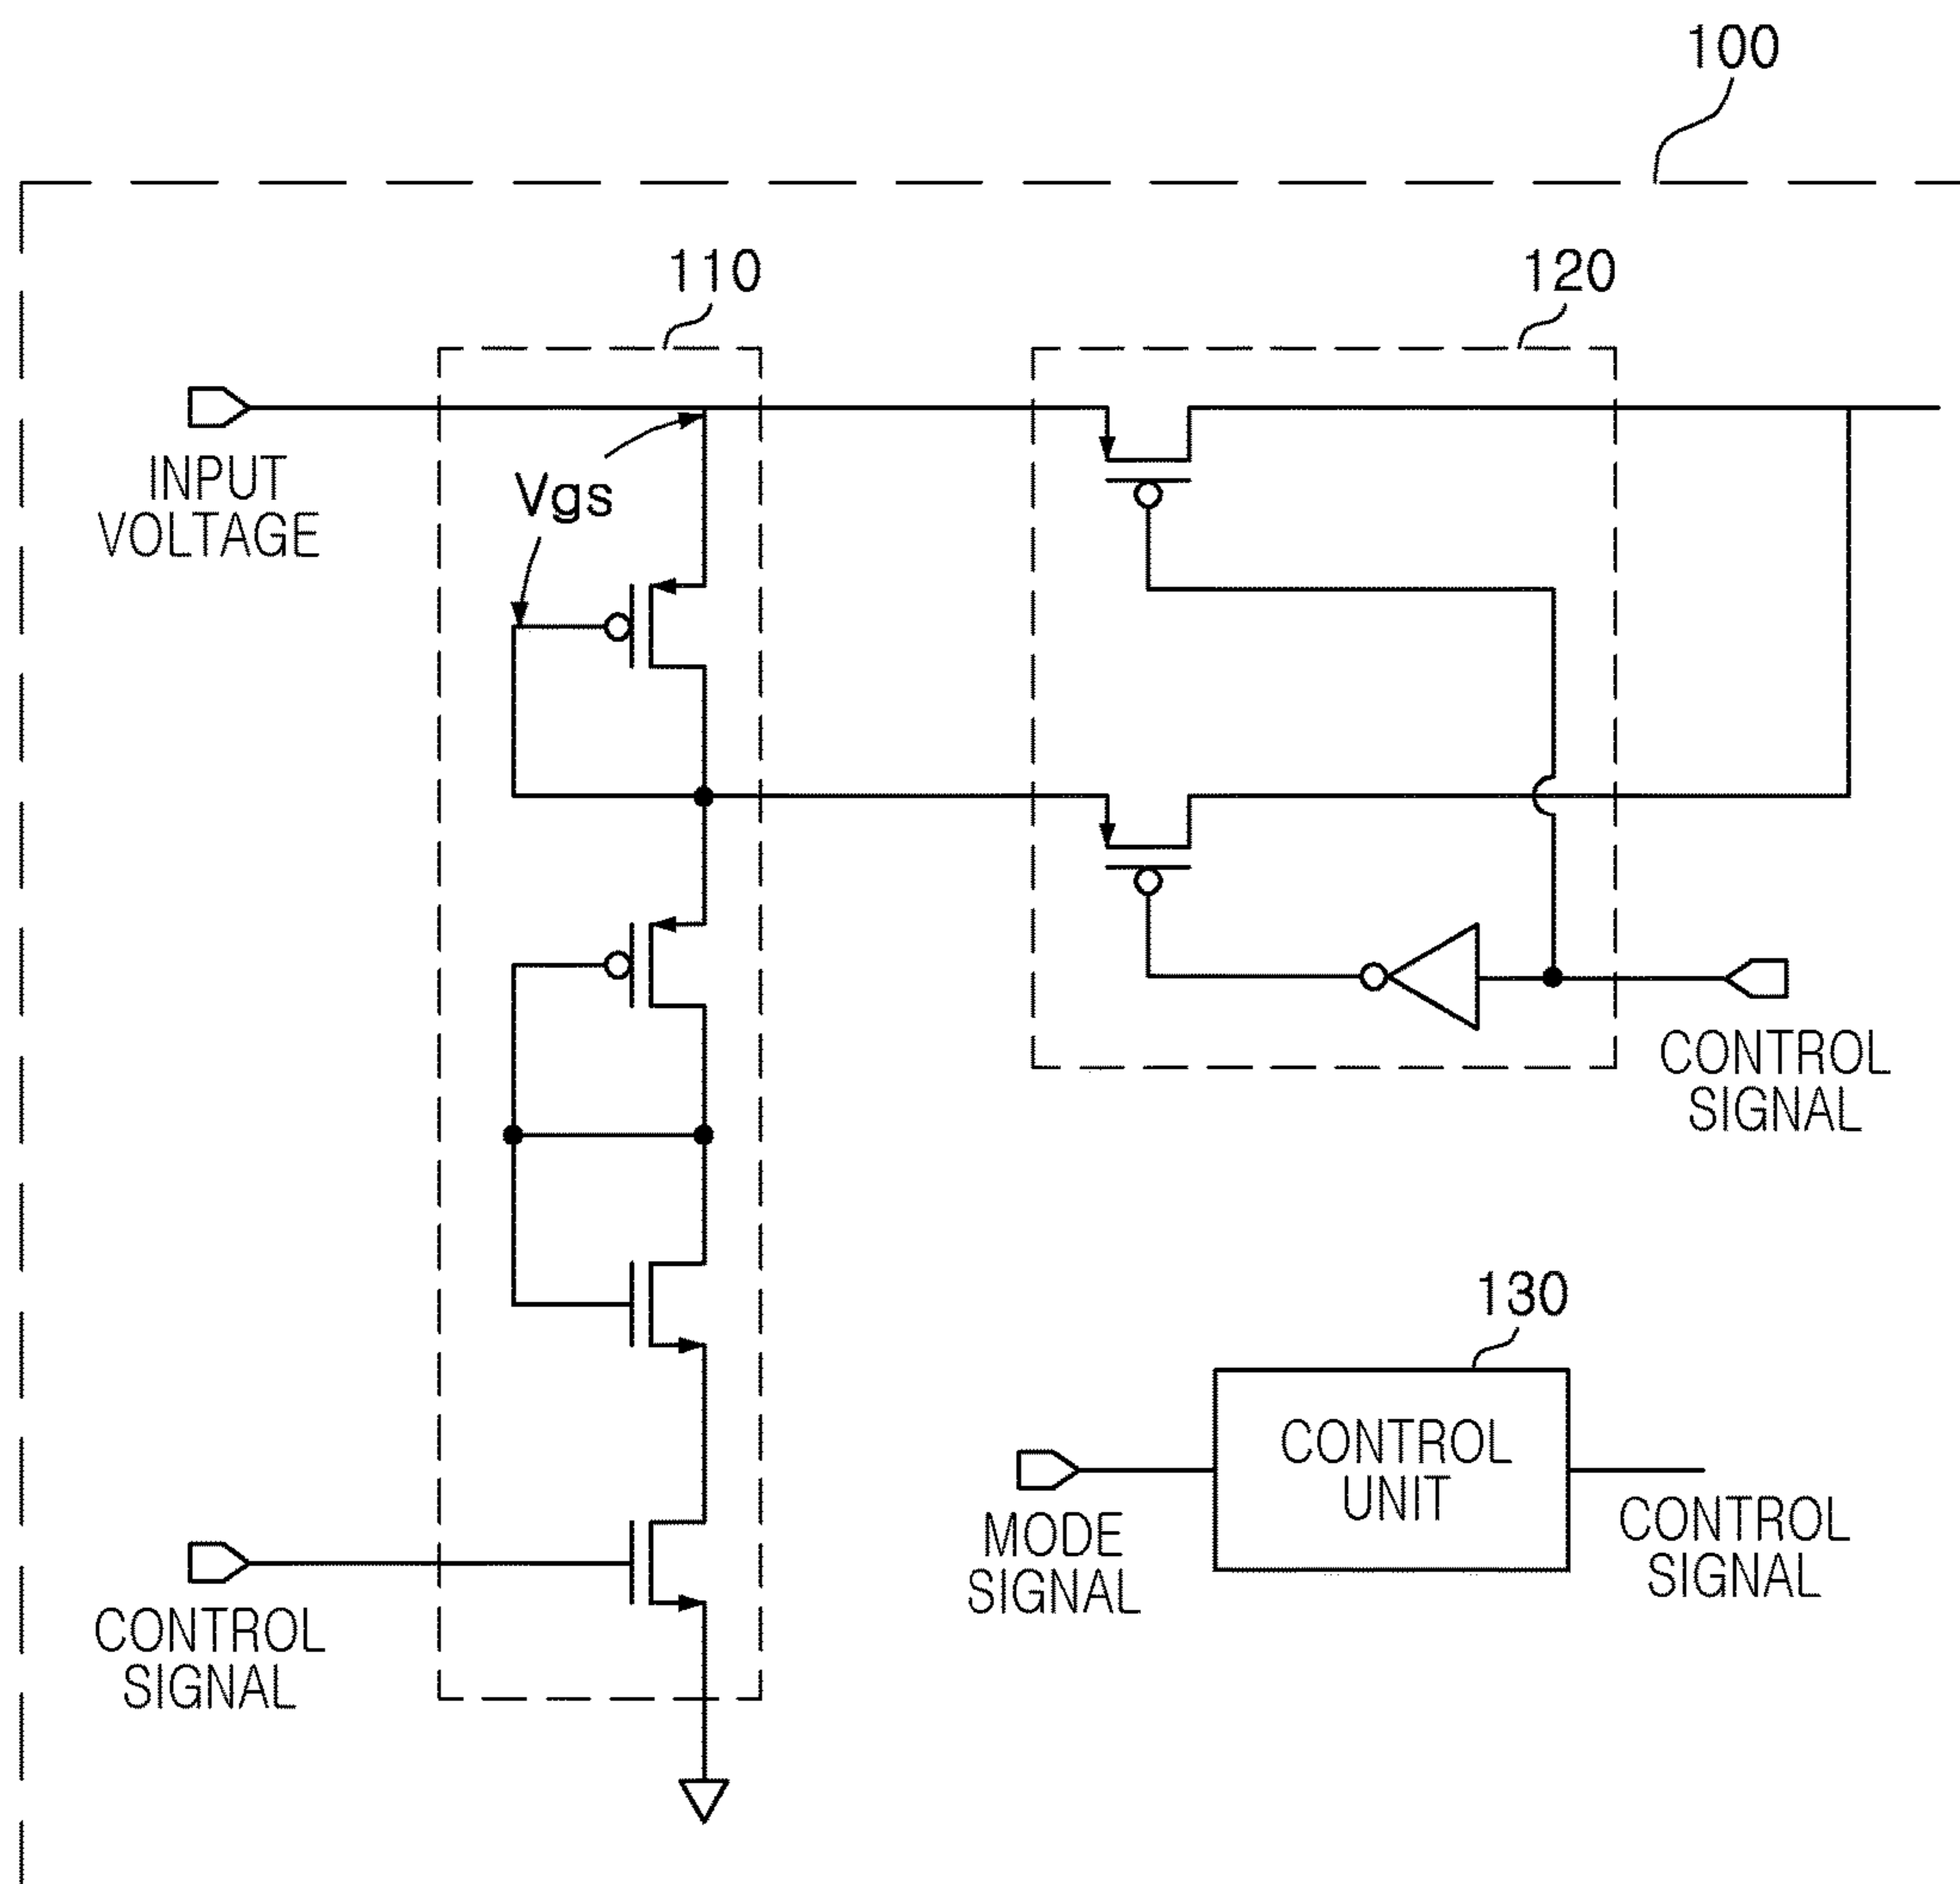 100
110
120
INPUT
VOLTAGE
Vgs
CONTROL
SIGNAL
130
CONTROL
UNIT
MODE
SIGNAL
CONTROL
SIGNAL
CONTROL
SIGNAL